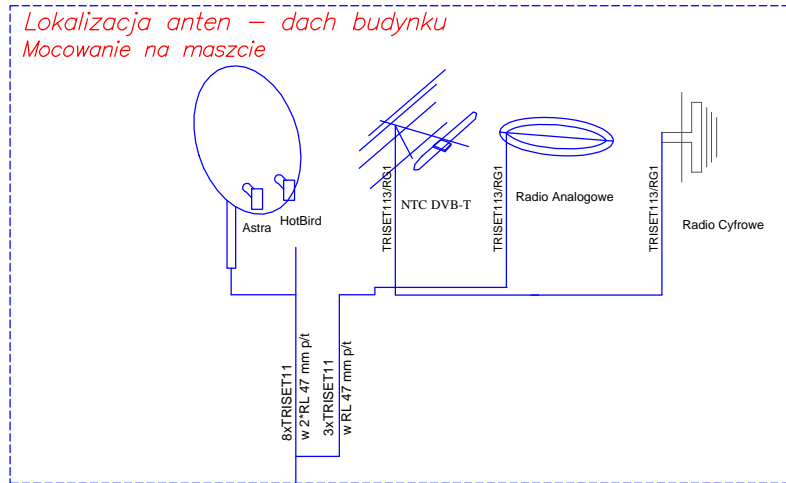 Lokalizacja anten – dach budynku
Mocowanie na maszcie
Astra
HotBird
TRISET113/RG1
NTC DVB-T
TRISET113/RG1
Radio Analogowe
TRISET113/RG1
Radio Cyfrowe
8xTRISET11
w 2*RL 47 mm p/t
3xTRISET11
w RL 47 mm p/t